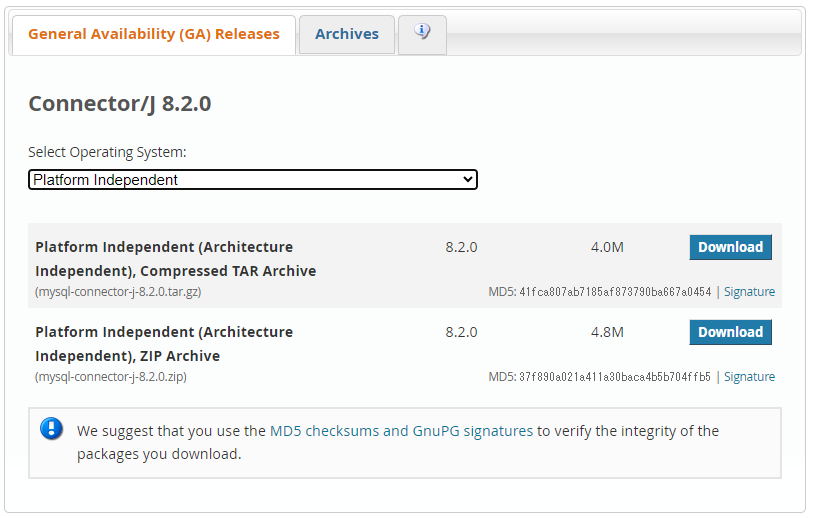 General Availability (GA) Releases
Archives
Connector/J 8.2.0
Select Operating System:
Platform Independent
Platform Independent (Architecture Independent), Compressed TAR Archive
8.2.0
4.0M
Download
(mysql-connector-j-8.2.0.tar.gz)
MD5: 41fca807ab7185af873790ba667a0454 | Signature
Platform Independent (Architecture Independent), ZIP Archive
8.2.0
4.8M
Download
(mysql-connector-j-8.2.0.zip)
MD5: 37f890a021a411a30baca4b5b704ffb5 | Signature
We suggest that you use the MD5 checksums and GnuPG signatures to verify the integrity of the
packages you download.